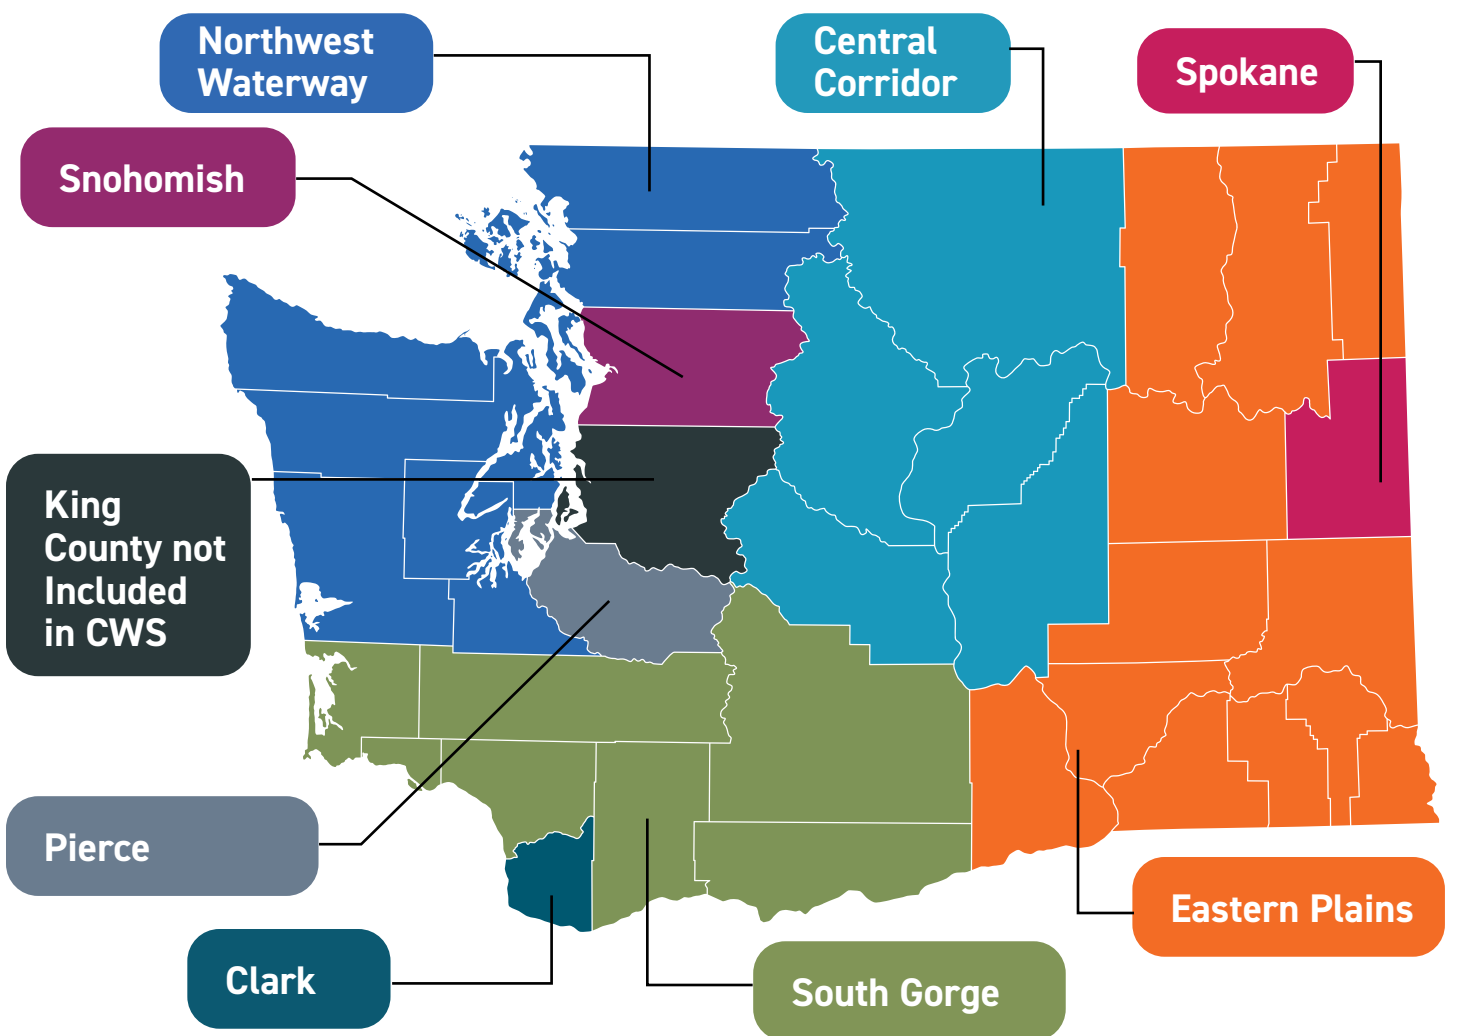 Northwest
Waterway
Central
Corridor
Spokane
Snohomish
King
County not
Included
in CWS
Pierce
Eastern Plains
Clark
South Gorge